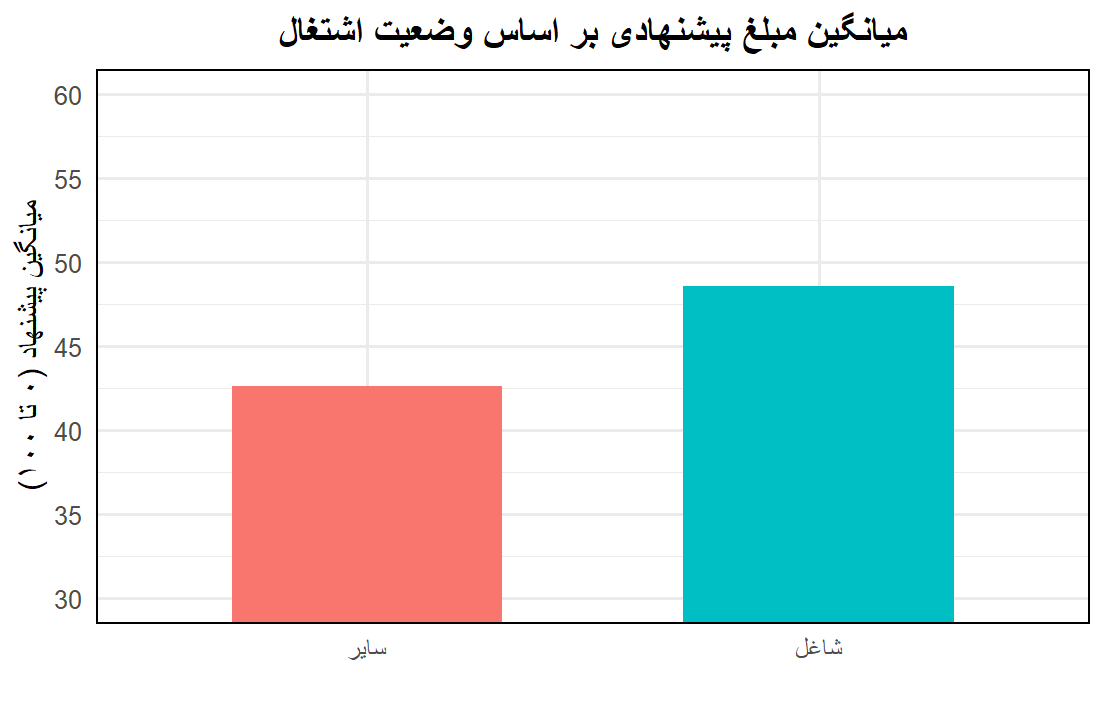 میانگین مبلغ پیشنهادی بر اساس وضعیت اشتغال
میانگین پیشنهاد (۰ تا ۱۰۰)
60
55
50
45
40
35
30
سایر
شاغل